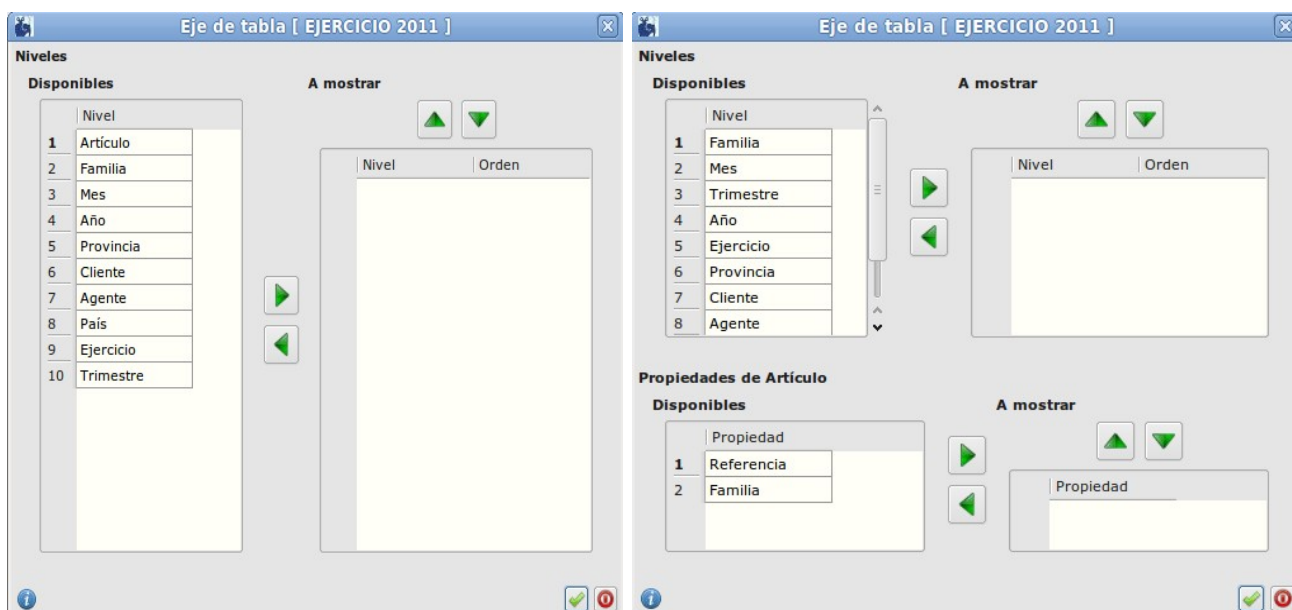 Eje de tabla [ EJERCICIO 2011 ]
Niveles
Disponibles
A mostrar
Nivel
1 Artículo
2 Familia
3 Mes
4 Año
5 Provincia
6 Cliente
7 Agente
8 País
9 Ejercicio
10 Trimestre
Nivel Orden
Eje de tabla [ EJERCICIO 2011 ]
Niveles
Disponibles
A mostrar
Nivel
1 Familia
2 Mes
3 Trimestre
4 Año
5 Ejercicio
6 Provincia
7 Cliente
8 Agente
Nivel Orden
Propiedades de Artículo
Disponibles
A mostrar
Propiedad
1 Referencia
2 Familia
Propiedad